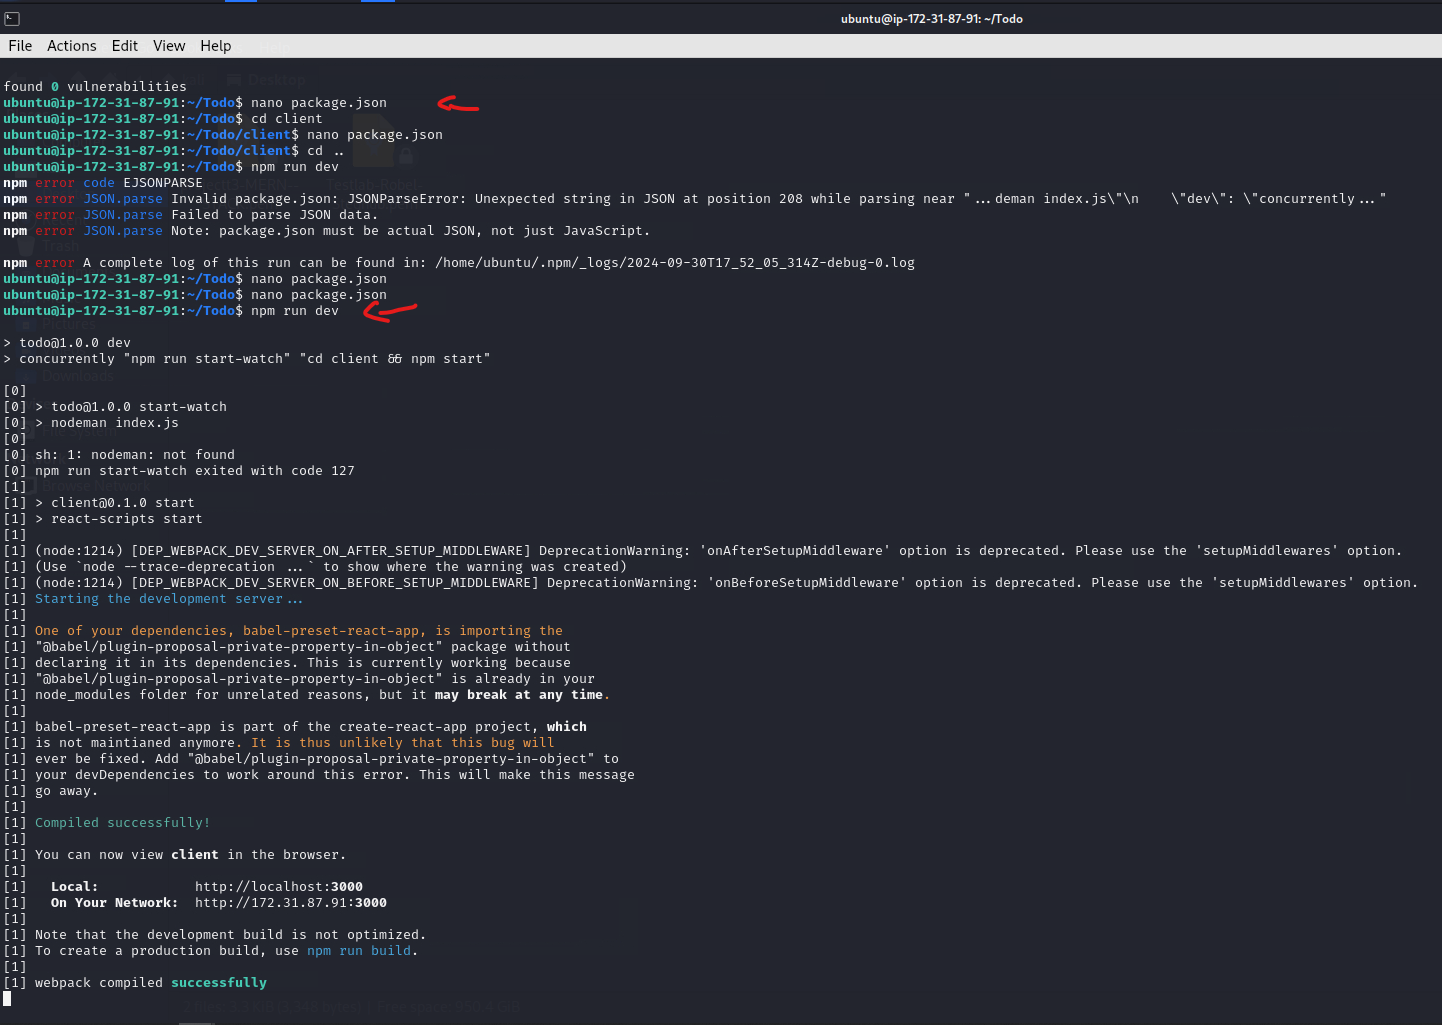 ubuntu@ip-172-31-87-91: ~/Todo
File Actions Edit View Help
found 0 vulnerabilities
ubuntu@ip-172-31-87-91:~/Todo$ nano package.json
ubuntu@ip-172-31-87-91:~/Todo$ cd client
ubuntu@ip-172-31-87-91:~/Todo/client$ nano package.json
ubuntu@ip-172-31-87-91:~/Todo/client$ cd ..
ubuntu@ip-172-31-87-91:~/Todo$ npm run dev
npm error code EJSONPARSE
npm error JSON.parse Invalid package.json: JSONParseError: Unexpected string in JSON at position 208 while parsing near "...deman index.js\"\n    \"dev\": \"concurrently..."
npm error JSON.parse Failed to parse JSON data.
npm error JSON.parse Note: package.json must be actual JSON, not just JavaScript.
npm error A complete log of this run can be found in: /home/ubuntu/.npm/_logs/2024-09-30T17_52_05_314Z-debug-0.log
ubuntu@ip-172-31-87-91:~/Todo$ nano package.json
ubuntu@ip-172-31-87-91:~/Todo$ nano package.json
ubuntu@ip-172-31-87-91:~/Todo$ npm run dev
> todo@1.0.0 dev
> concurrently "npm run start-watch" "cd client && npm start"
[0]
[0] > todo@1.0.0 start-watch
[0] > nodeman index.js
[0]
[0] sh: 1: nodeman: not found
[0] npm run start-watch exited with code 127
[1]
[1] > client@0.1.0 start
[1] > react-scripts start
[1]
[1] (node:1214) [DEP_WEBPACK_DEV_SERVER_ON_AFTER_SETUP_MIDDLEWARE] DeprecationWarning: 'onAfterSetupMiddleware' option is deprecated. Please use the 'setupMiddlewares' option.
[1] (Use `node --trace-deprecation ...` to show where the warning was created)
[1] (node:1214) [DEP_WEBPACK_DEV_SERVER_ON_BEFORE_SETUP_MIDDLEWARE] DeprecationWarning: 'onBeforeSetupMiddleware' option is deprecated. Please use the 'setupMiddlewares' option.
[1] Starting the development server...
[1]
[1] One of your dependencies, babel-preset-react-app, is importing the
[1] "@babel/plugin-proposal-private-property-in-object" package without
[1] declaring it in its dependencies. This is currently working because
[1] "@babel/plugin-proposal-private-property-in-object" is already in your
[1] node_modules folder for unrelated reasons, but it may break at any time.
[1]
[1] babel-preset-react-app is part of the create-react-app project, which
[1] is not maintianed anymore. It is thus unlikely that this bug will
[1] ever be fixed. Add "@babel/plugin-proposal-private-property-in-object" to
[1] your devDependencies to work around this error. This will make this message
[1] go away.
[1]
[1] Compiled successfully!
[1]
[1] You can now view client in the browser.
[1]
[1]   Local:            http://localhost:3000
[1]   On Your Network:  http://172.31.87.91:3000
[1]
[1] Note that the development build is not optimized.
[1] To create a production build, use npm run build.
[1]
[1] webpack compiled successfully